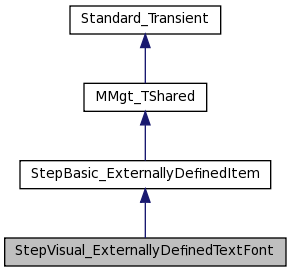 Standard_Transient
MMgt_TShared
StepBasic_ExternallyDefinedItem
StepVisual_ExternallyDefinedTextFont